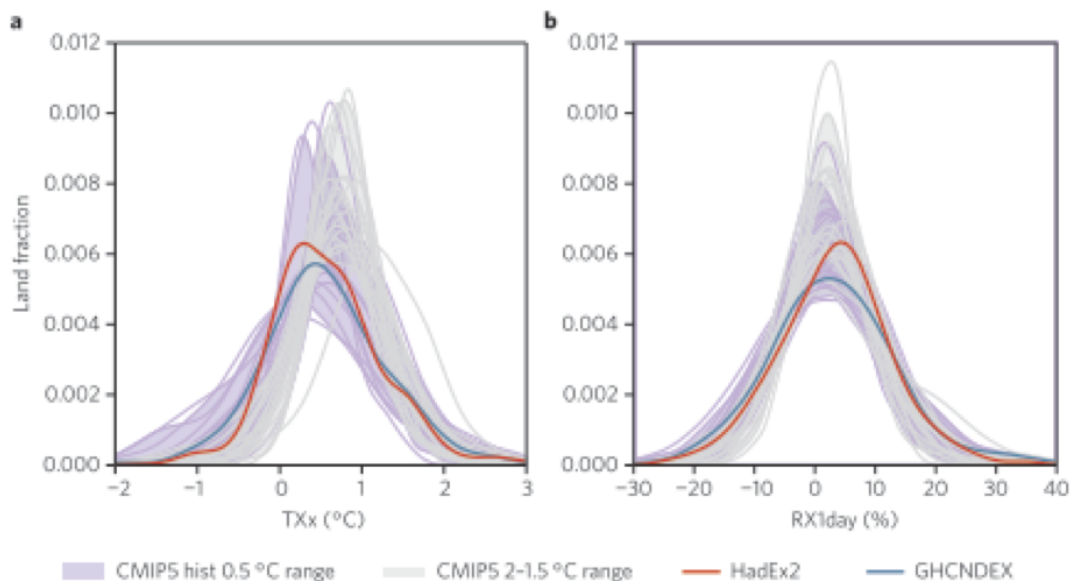 a
b
0.012
0.010
0.008
0.006
0.004
0.002
0.000
Land fraction
−2 −1 0 1 2 3
TXx (°C)
0.012
0.010
0.008
0.006
0.004
0.002
0.000
−30 −20 −10 0 10 20 30 40
RX1day (%)
CMIP5 hist 0.5 °C range CMIP5 2–1.5 °C range HadEx2 GHCNDEX